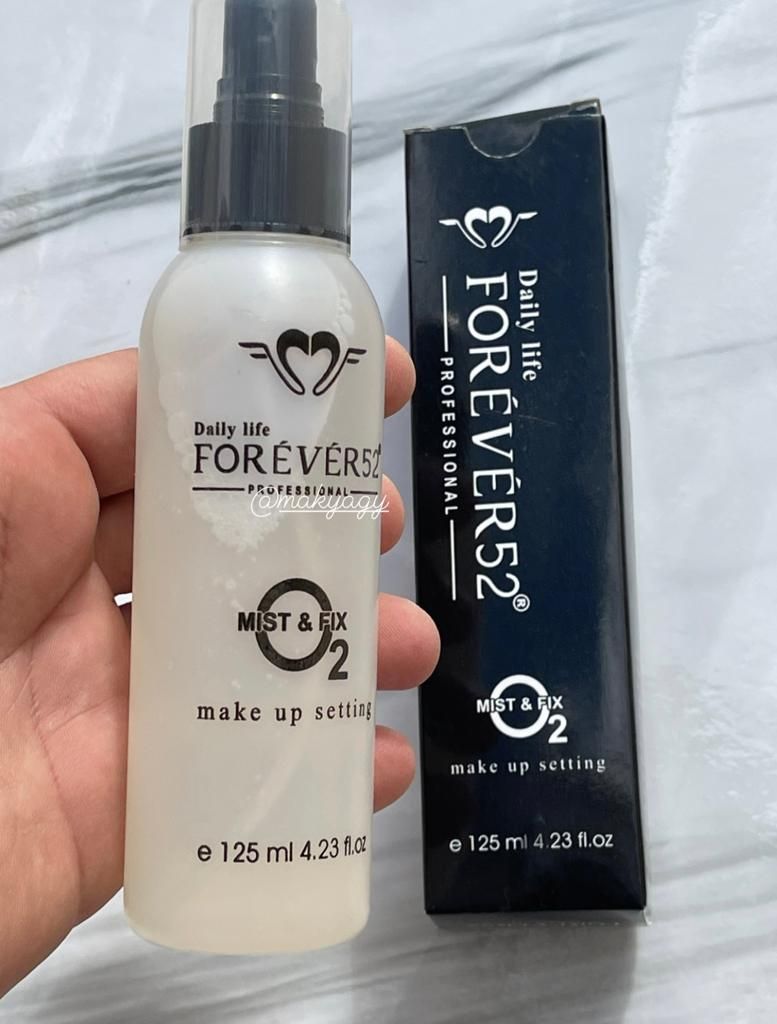 Daily life
FORÉVÉR52
PROFESSIONAL
@makyagy
MIST & FIX
O2
make up setting
e 125 ml 4.23 fl.oz
Daily life
FORÉVÉR52®
PROFESSIONAL
MIST & FIX
O2
make up setting
e 125 ml 4.23 fl.oz